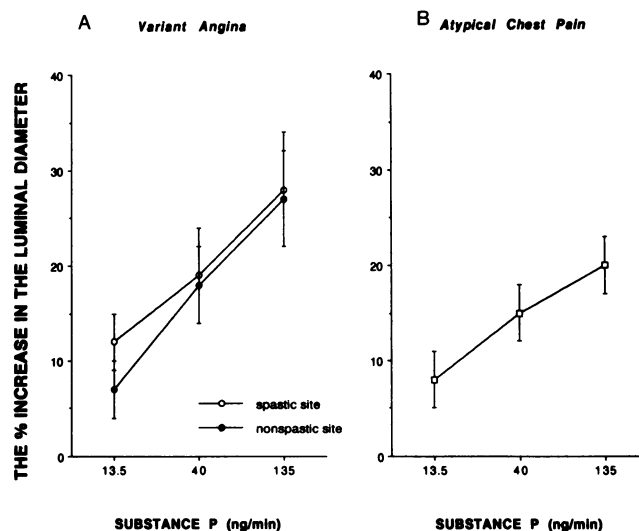 A Variant Angina
B Atypical Chest Pain
THE % INCREASE IN THE LUMINAL DIAMETER
40
30
20
10
0
spastic site
nonspastic site
13.5 40 135
SUBSTANCE P (ng/min)
40
30
20
10
0
13.5 40 135
SUBSTANCE P (ng/min)